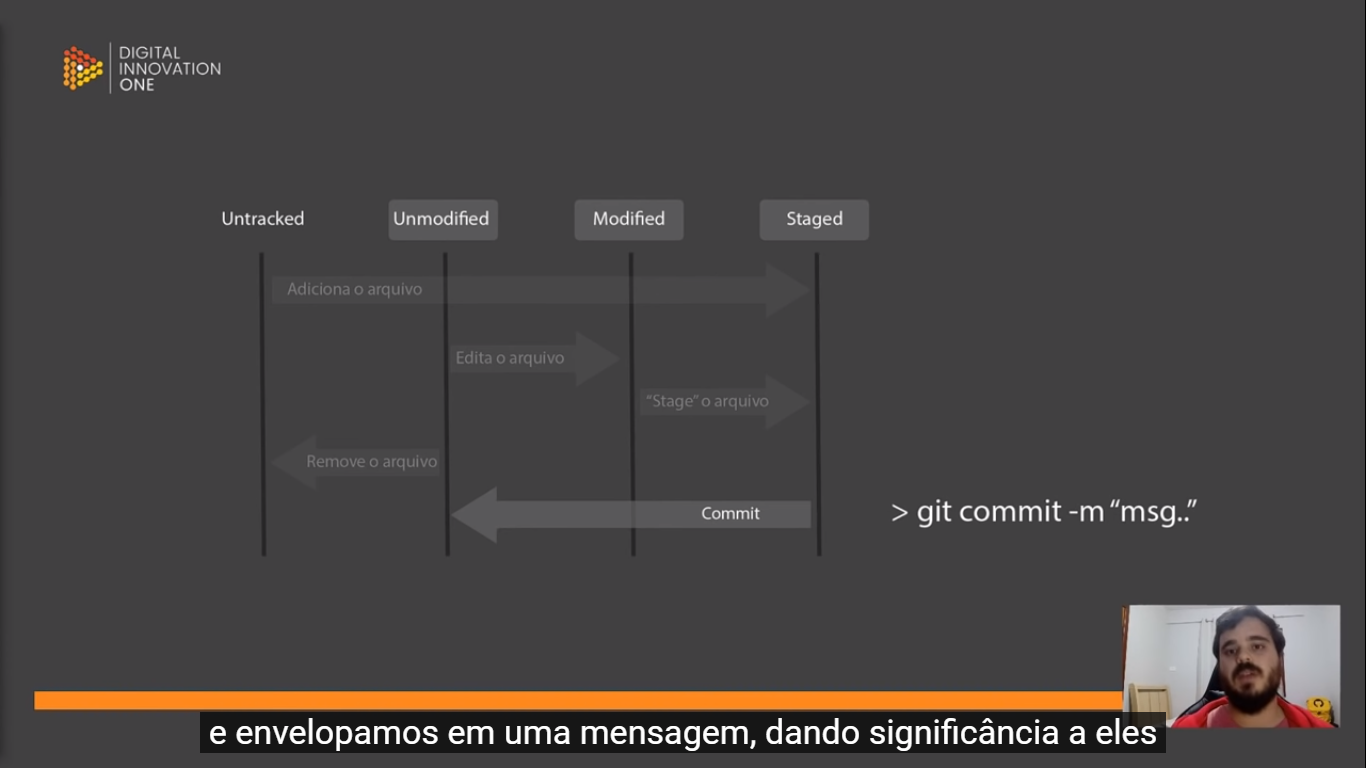 DIGITAL
INNOVATION
ONE
Untracked
Unmodified
Modified
Staged
Adiciona o arquivo
Edita o arquivo
“Stage” o arquivo
Remove o arquivo
Commit
> git commit -m “msg..”
e envelopamos em uma mensagem, dando significância a eles